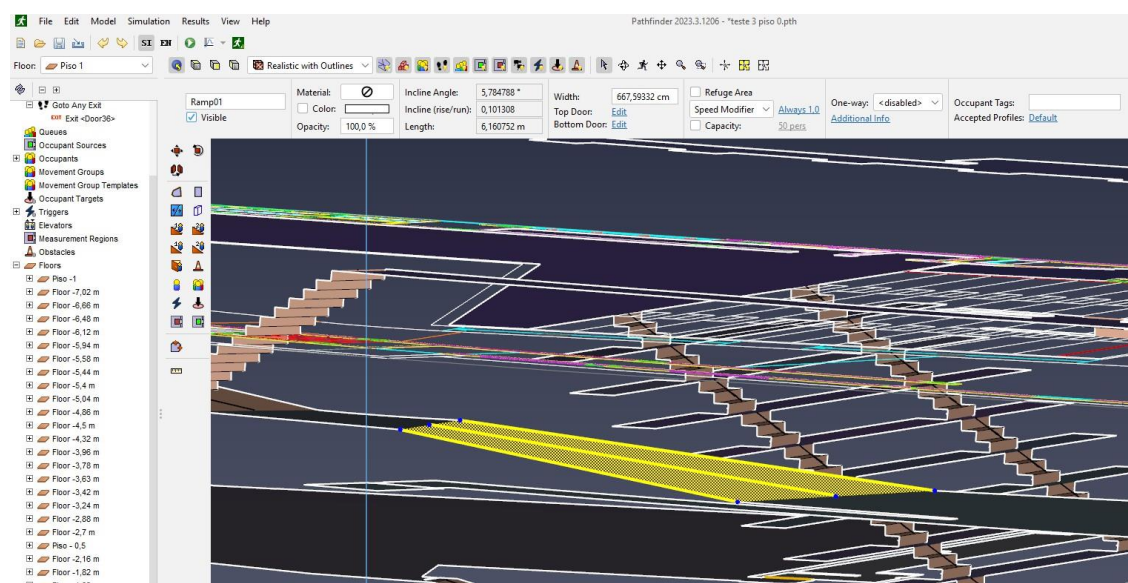 File Edit Model Simulation Results View Help
Pathfinder 2023.3.1206 - "teste 3 piso 0.pth
SI EN
Floor: Piso 1
Realistic with Outlines
Ramp01
Visible
Material:
Color:
Opacity: 100,0 %
Incline Angle: 5,784788 °
Incline (rise/run): 0,101308
Length: 6,160752 m
Width: 667,59332 cm
Top Door: Edit
Bottom Door: Edit
Refuge Area
Speed Modifier Always 1,0
Capacity: 50 pers
One-way: <disabled>
Additional Info
Occupant Tags:
Accepted Profiles: Default
Goto Any Exit
Exit <Door36>
Queues
Occupant Sources
Occupants
Movement Groups
Movement Group Templates
Occupant Targets
Triggers
Elevators
Measurement Regions
Obstacles
Floors
Piso -1
Floor -7,02 m
Floor -6,66 m
Floor -6,48 m
Floor -6,12 m
Floor -5,94 m
Floor -5,58 m
Floor -5,44 m
Floor -5,4 m
Floor -5,04 m
Floor -4,86 m
Floor -4,5 m
Floor -4,32 m
Floor -3,96 m
Floor -3,78 m
Floor -3,63 m
Floor -3,42 m
Floor -3,24 m
Floor -2,88 m
Floor -2,7 m
Piso - 0,5
Floor -2,16 m
Floor -1,82 m